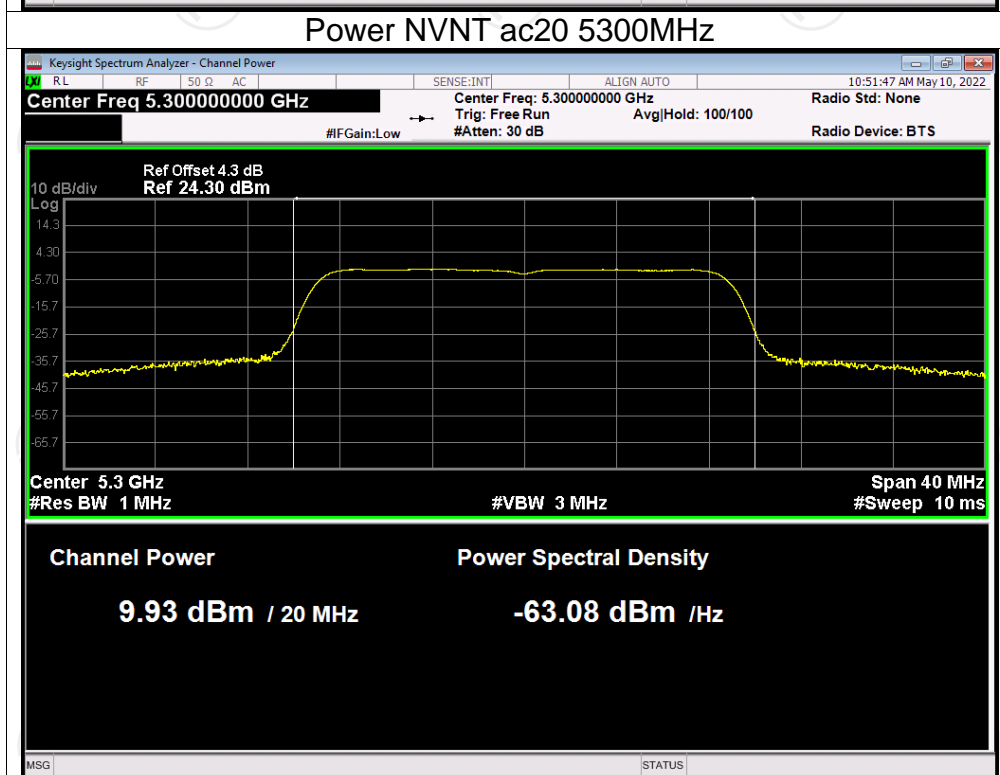 Power NVNT ac20 5300MHz
Keysight Spectrum Analyzer - Channel Power
LXI RL RF 50 Ω AC SENSE:INT ALIGN AUTO 10:51:47 AM May 10, 2022
Center Freq 5.300000000 GHz Center Freq: 5.300000000 GHz Radio Std: None
Trig: Free Run Avg|Hold: 100/100
#IFGain:Low #Atten: 30 dB Radio Device: BTS
Ref Offset 4.3 dB
10 dB/div Ref 24.30 dBm
Log
14.3
4.30
-5.70
-15.7
-25.7
-35.7
-45.7
-55.7
-65.7
Center 5.3 GHz Span 40 MHz
#Res BW 1 MHz #VBW 3 MHz #Sweep 10 ms
Channel Power Power Spectral Density
9.93 dBm / 20 MHz -63.08 dBm /Hz
MSG STATUS